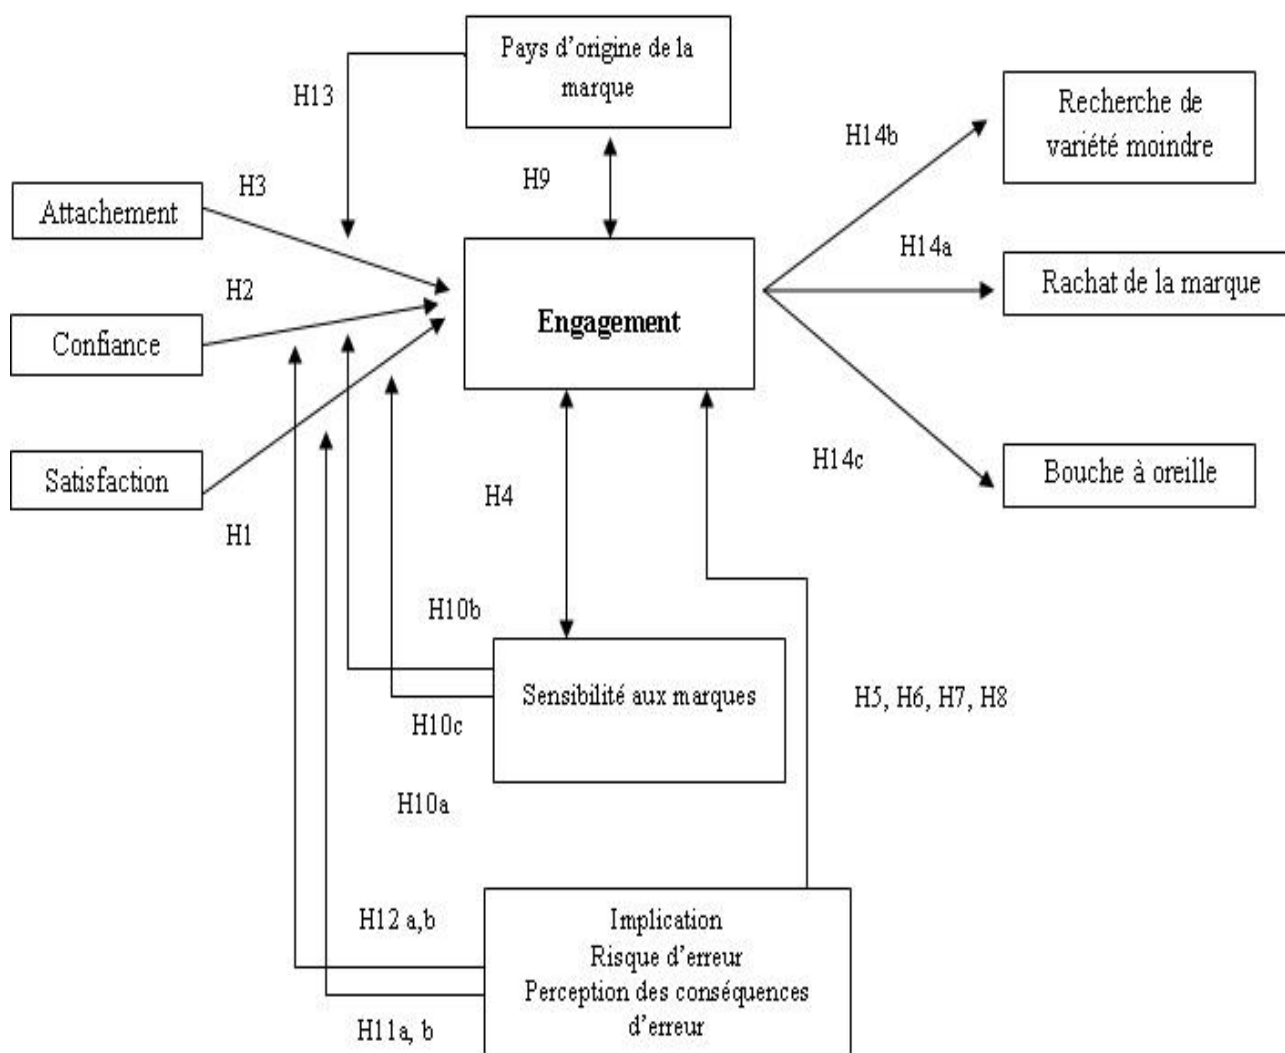 Pays d'origine de la
marque
H13
Recherche de
variété moindre
H14b
H9
H3
Attachement
H14a
H2
Rachat de la marque
Engagement
Confiance
H14c
Bouche à oreille
Satisfaction
H4
H1
H10b
Sensibilité aux marques
H5, H6, H7, H8
H10c
H10a
H12 a,b
Implication
Risque d'erreur
Perception des conséquences
d'erreur
H11a, b